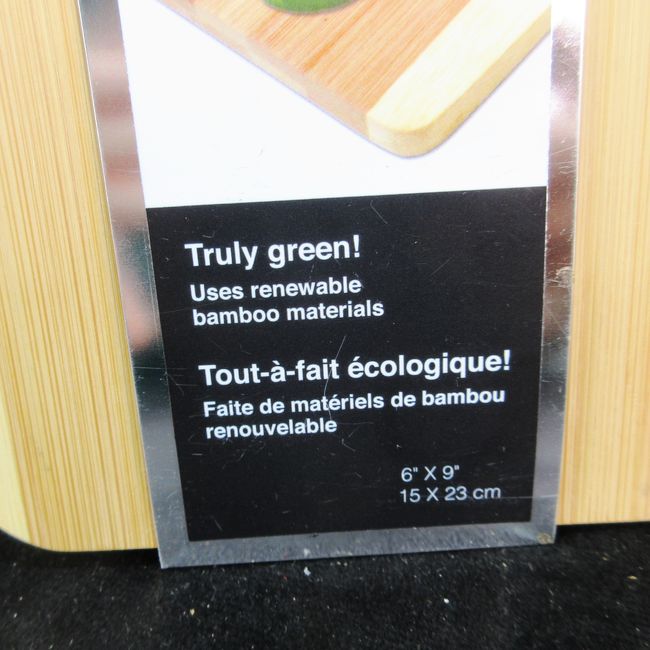 Truly green!
Uses renewable
bamboo materials
Tout-à-fait écologique!
Faite de matériels de bambou
renouvelable
6" X 9"
15 X 23 cm